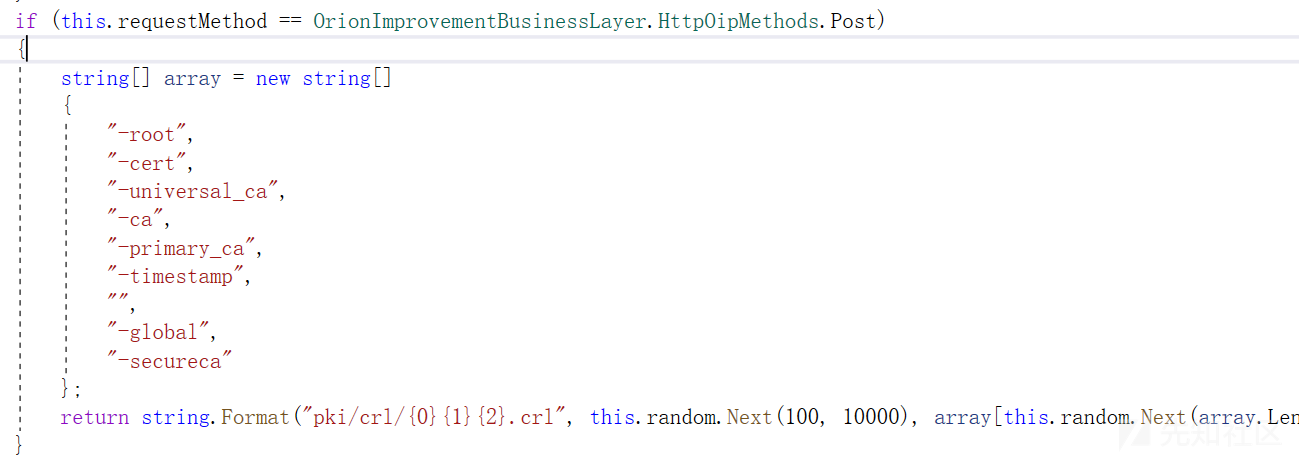 if (this.requestMethod == OrionImprovementBusinessLayer.HttpOipMethods.Post)
{
string[] array = new string[]
{
"-root",
"-cert",
"-universal_ca",
"-ca",
"-primary_ca",
"-timestamp",
"",
"-global",
"-secureca"
};
return string.Format("pki/crl/{0}{1}{2}.crl", this.random.Next(100, 10000), array[this.random.Next(array.Len
}
先知社区